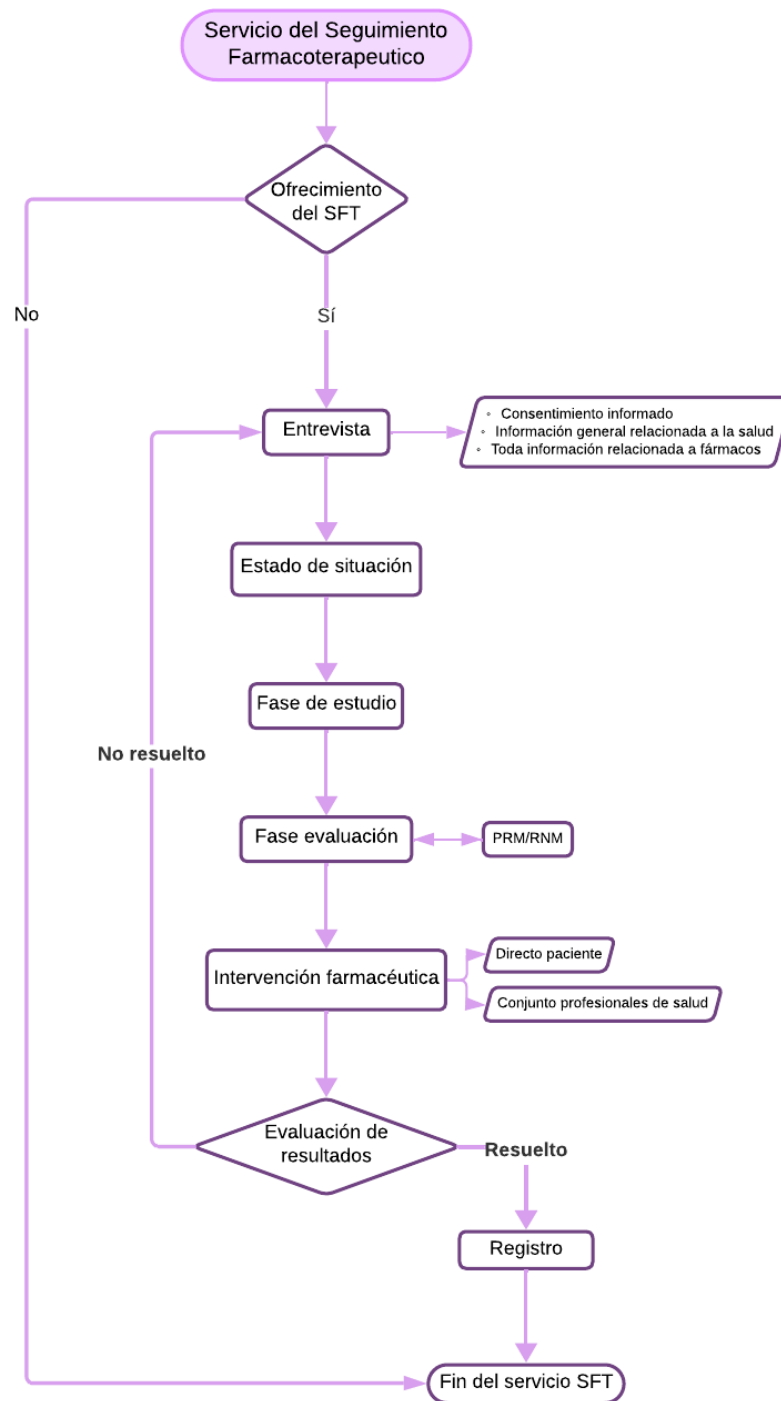 Servicio del Seguimiento
Farmacoterapeutico
Ofrecimiento
del SFT
No
Sí
Entrevista
◦ Consentimiento informado
◦ Información general relacionada a la salud
◦ Toda información relacionada a fármacos
Estado de situación
Fase de estudio
No resuelto
Fase evaluación
PRM/RNM
Intervención farmacéutica
Directo paciente
Conjunto profesionales de salud
Evaluación de
resultados
Resuelto
Registro
Fin del servicio SFT